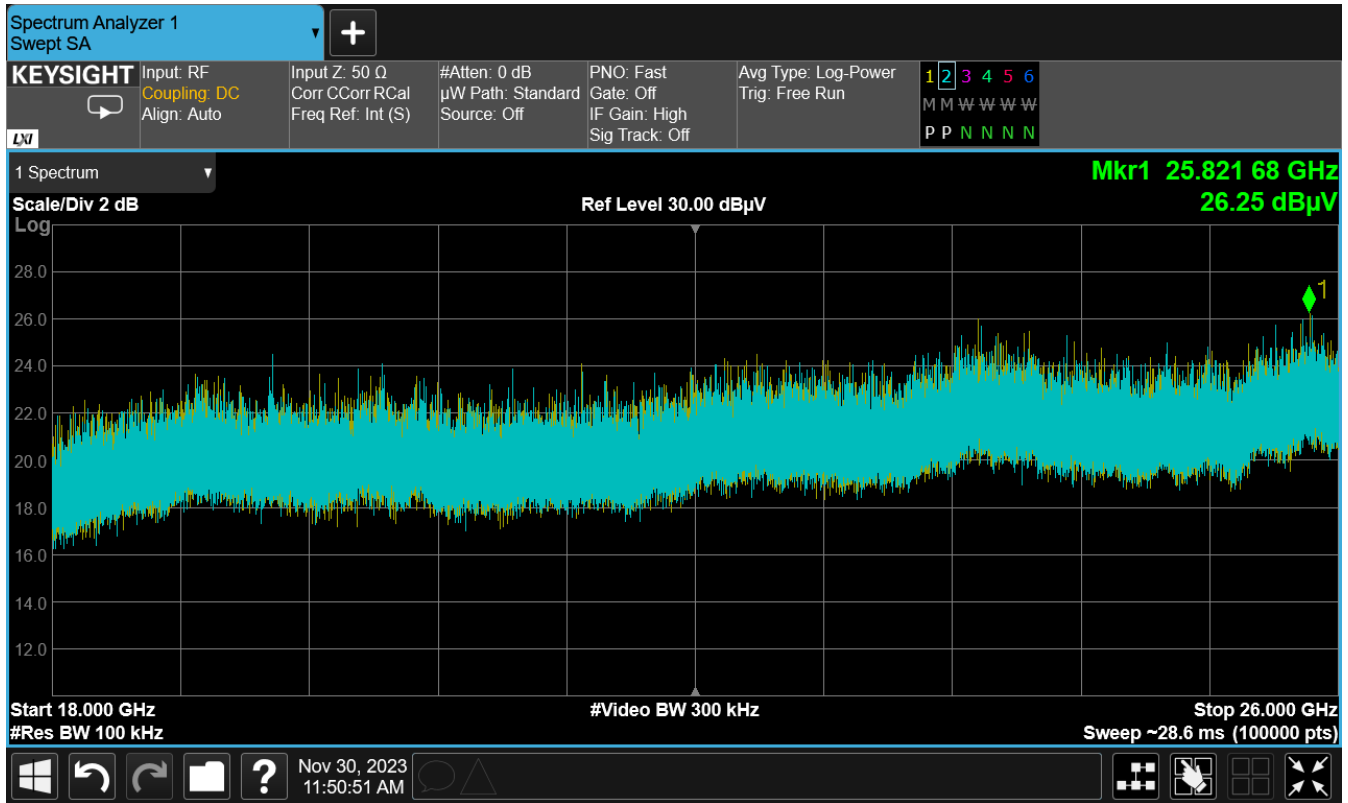 Spectrum Analyzer 1
Swept SA
KEYSIGHT
LXI
Input: RF
Coupling: DC
Align: Auto
Input Z: 50 Ω
Corr CCorr RCal
Freq Ref: Int (S)
#Atten: 0 dB
µW Path: Standard
Source: Off
PNO: Fast
Gate: Off
IF Gain: High
Sig Track: Off
Avg Type: Log-Power
Trig: Free Run
1 2 3 4 5 6
M M W W W W
P P N N N N
1 Spectrum
Mkr1 25.821 68 GHz
26.25 dBµV
Scale/Div 2 dB
Ref Level 30.00 dBµV
Log
28.0
26.0
24.0
22.0
20.0
18.0
16.0
14.0
12.0
1
Start 18.000 GHz
#Video BW 300 kHz
Stop 26.000 GHz
#Res BW 100 kHz
Sweep ~28.6 ms (100000 pts)
?
Nov 30, 2023
11:50:51 AM